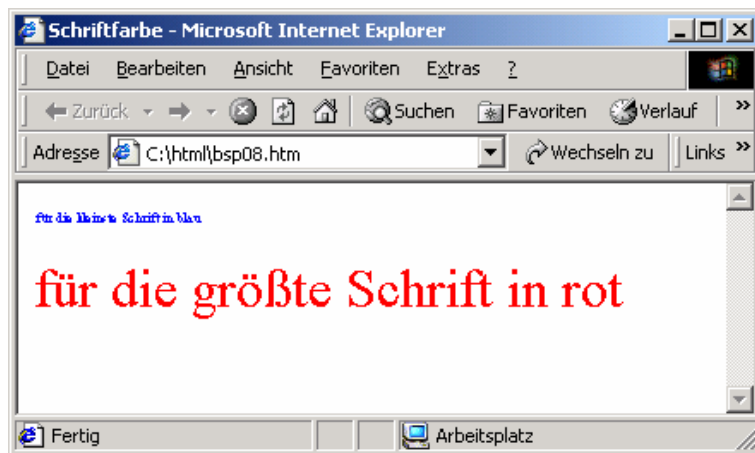 Schriftfarbe - Microsoft Internet Explorer
Datei Bearbeiten Ansicht Favoriten Extras ?
Zurück Suchen Favoriten Verlauf »
Adresse C:\html\bsp08.htm Wechseln zu Links »
für die kleinste Schrift in blau
für die größte Schrift in rot
Fertig Arbeitsplatz